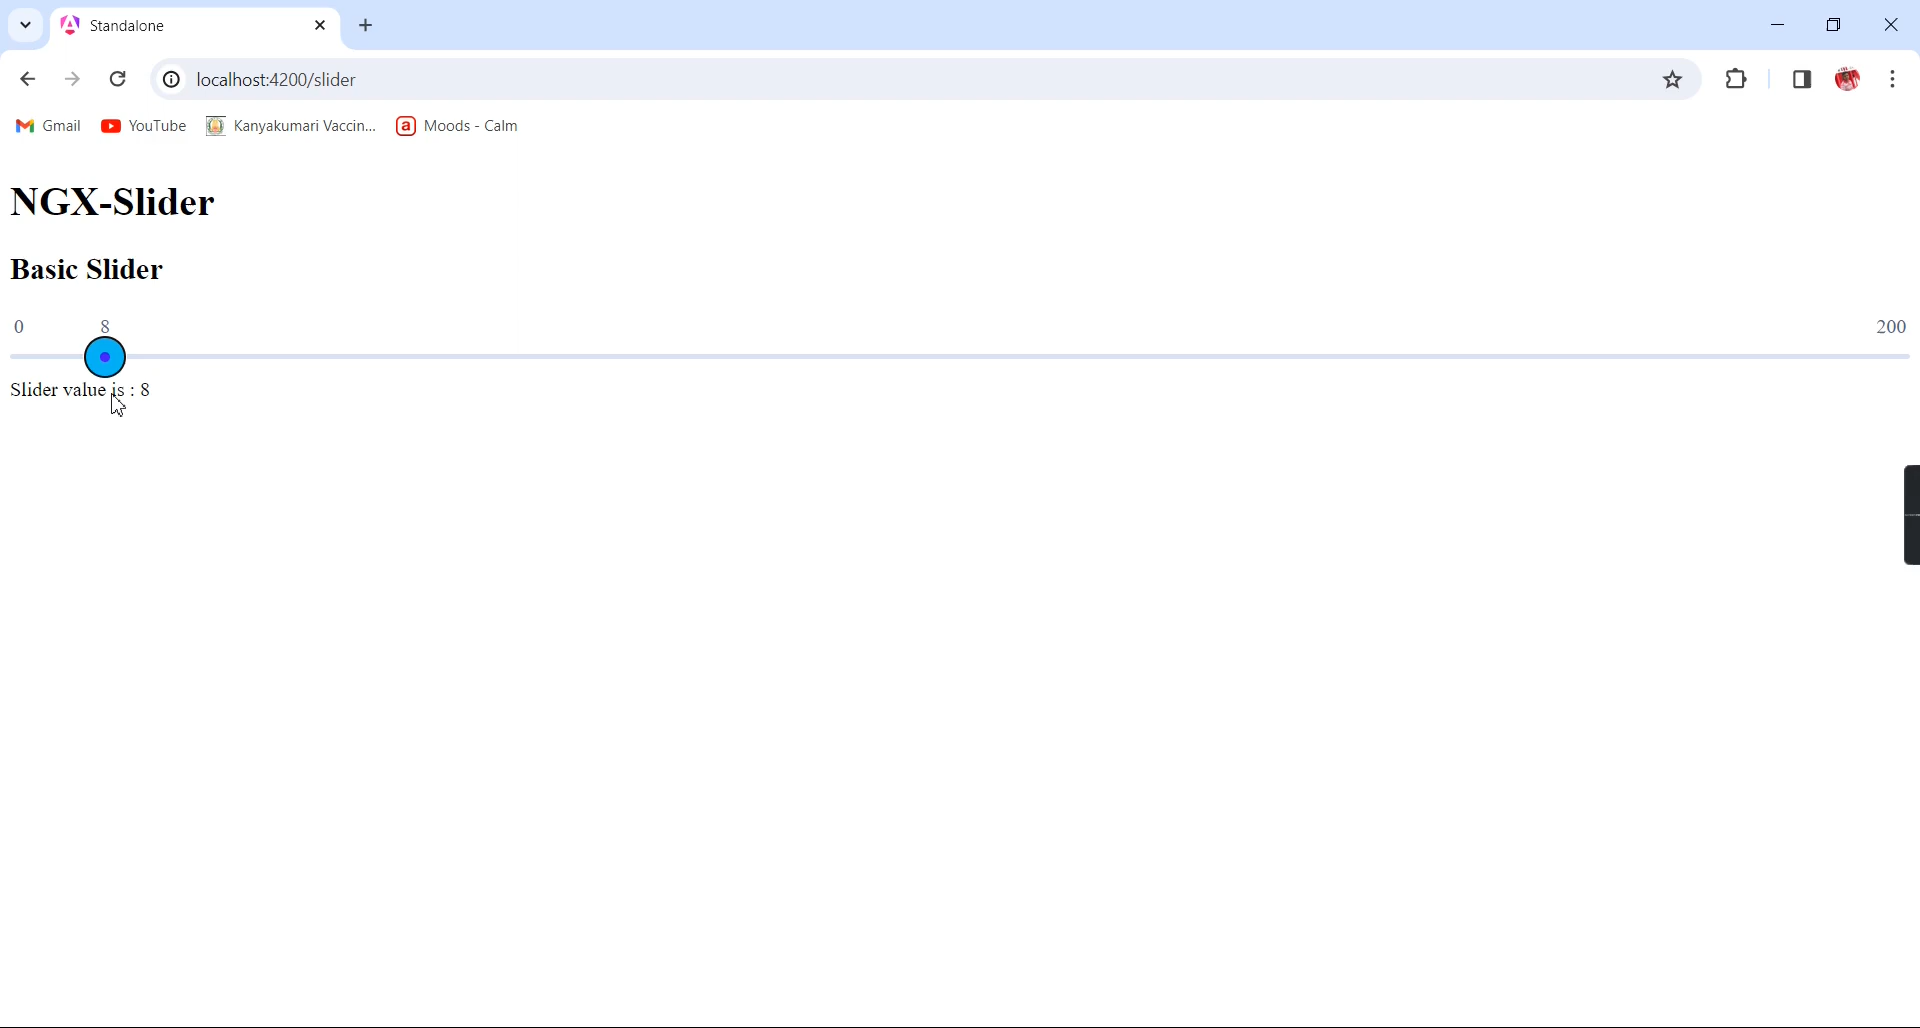 Standalone
localhost:4200/slider
Gmail YouTube Kanyakumari Vaccin... a Moods - Calm
NGX-Slider
Basic Slider
0 8 200
Slider value is : 8